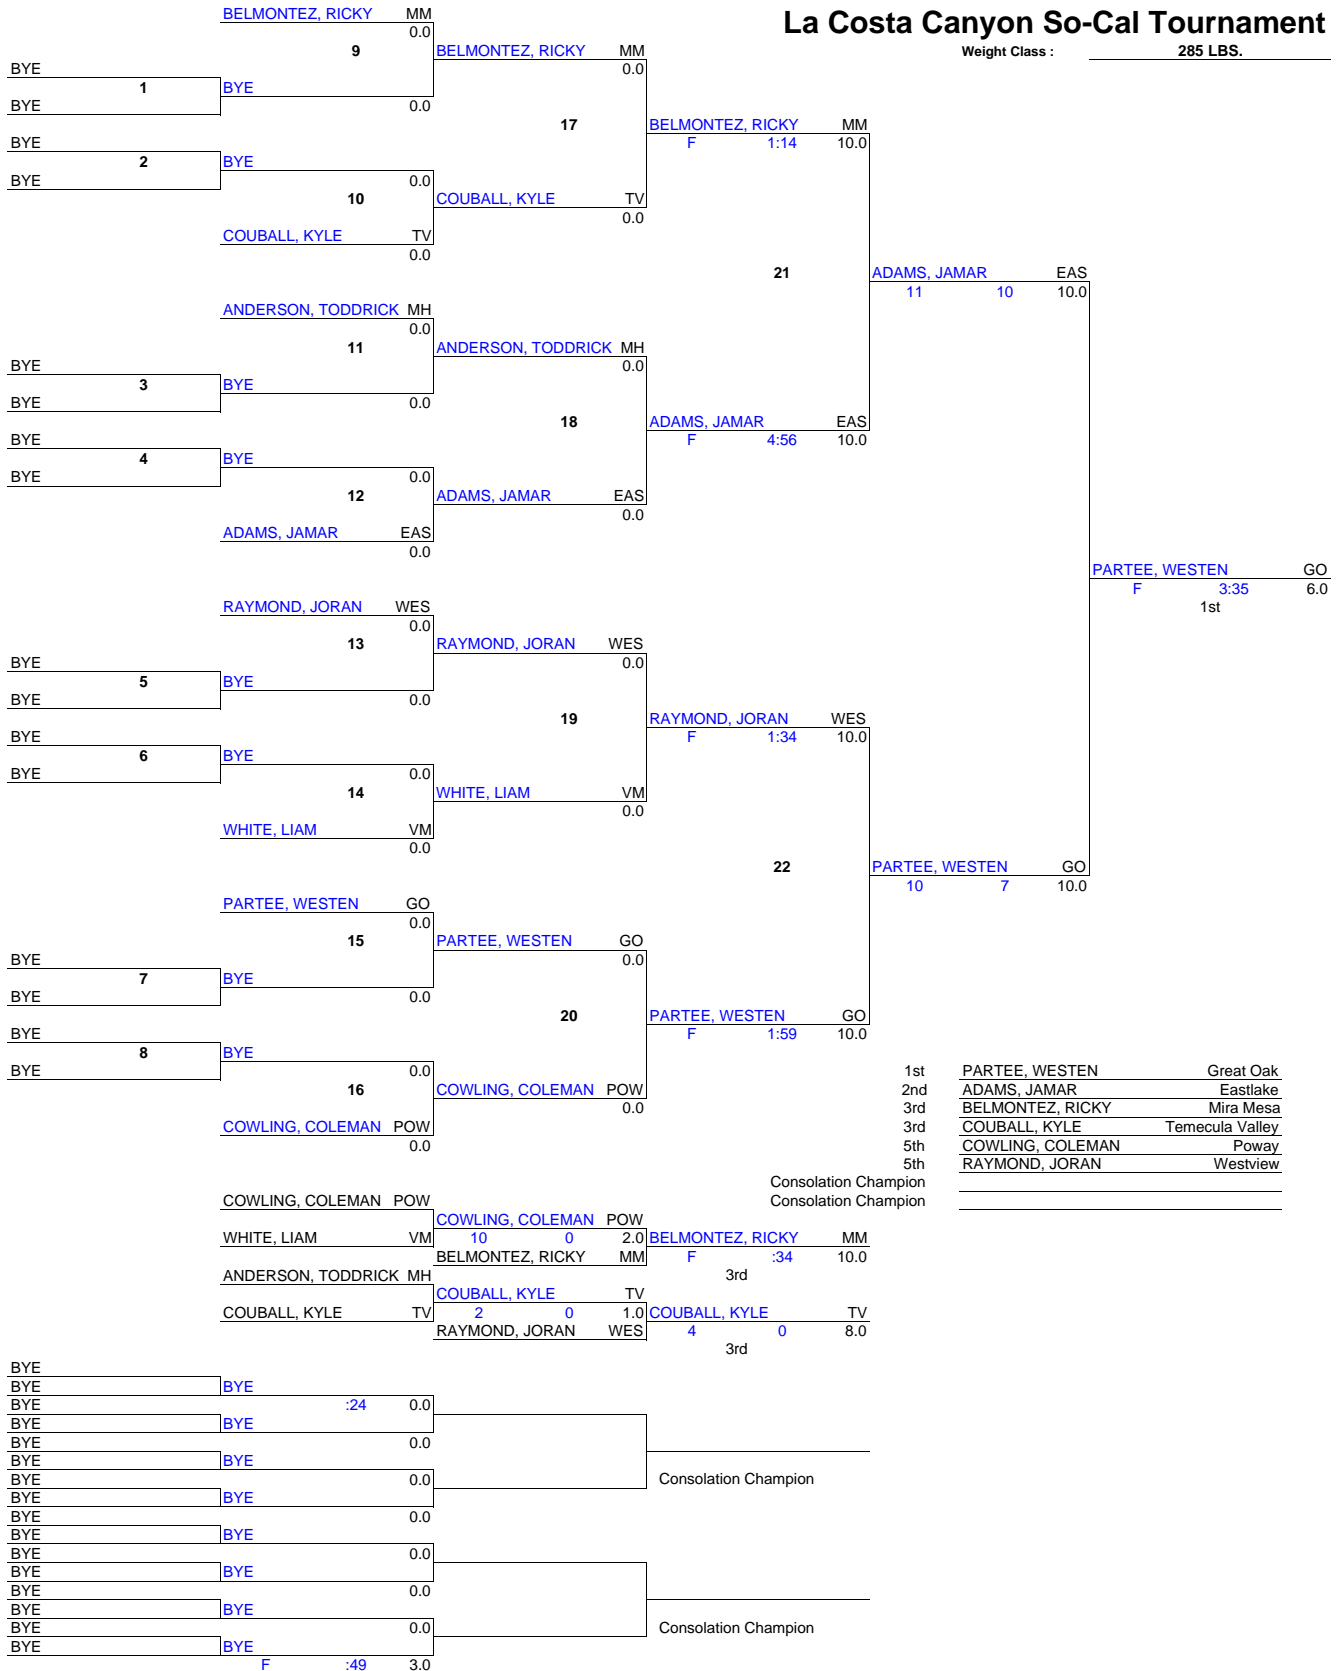 BELMONTEZ, RICKY MM
La Costa Canyon So-Cal Tournament
0.0
9 BELMONTEZ, RICKY MM
Weight Class : 285 LBS.
BYE 0.0
1 BYE
BYE 0.0
17 BELMONTEZ, RICKY MM
BYE F 1:14 10.0
2 BYE
BYE 0.0
10 COUBALL, KYLE TV
0.0
COUBALL, KYLE TV
0.0
21 ADAMS, JAMAR EAS
11 10 10.0
ANDERSON, TODDRICK MH
0.0
11 ANDERSON, TODDRICK MH
BYE 0.0
3 BYE
BYE 0.0
18 ADAMS, JAMAR EAS
BYE F 4:56 10.0
4 BYE
BYE 0.0
12 ADAMS, JAMAR EAS
0.0
ADAMS, JAMAR EAS
0.0
PARTEE, WESTEN GO
F 3:35 6.0
1st
RAYMOND, JORAN WES
0.0
13 RAYMOND, JORAN WES
BYE 0.0
5 BYE
BYE 0.0
19 RAYMOND, JORAN WES
BYE F 1:34 10.0
6 BYE
BYE 0.0
14 WHITE, LIAM VM
0.0
WHITE, LIAM VM
0.0
22 PARTEE, WESTEN GO
10 7 10.0
PARTEE, WESTEN GO
0.0
15 PARTEE, WESTEN GO
BYE 0.0
7 BYE
BYE 0.0
20 PARTEE, WESTEN GO
BYE F 1:59 10.0
8 BYE
BYE 0.0
1st PARTEE, WESTEN Great Oak
16 COWLING, COLEMAN POW
2nd ADAMS, JAMAR Eastlake
0.0
3rd BELMONTEZ, RICKY Mira Mesa
COWLING, COLEMAN POW
3rd COUBALL, KYLE Temecula Valley
0.0
5th COWLING, COLEMAN Poway
5th RAYMOND, JORAN Westview
Consolation Champion
COWLING, COLEMAN POW
Consolation Champion
COWLING, COLEMAN POW
WHITE, LIAM VM 10 0 2.0 BELMONTEZ, RICKY MM
BELMONTEZ, RICKY MM F :34 10.0
ANDERSON, TODDRICK MH 3rd
COUBALL, KYLE TV
COUBALL, KYLE TV 2 0 1.0 COUBALL, KYLE TV
RAYMOND, JORAN WES 4 0 8.0
3rd
BYE
BYE BYE
BYE :24 0.0
BYE BYE
BYE 0.0
BYE BYE
BYE 0.0 Consolation Champion
BYE BYE
BYE 0.0
BYE BYE
BYE 0.0
BYE BYE
BYE 0.0
BYE BYE
BYE 0.0 Consolation Champion
BYE BYE
F :49 3.0